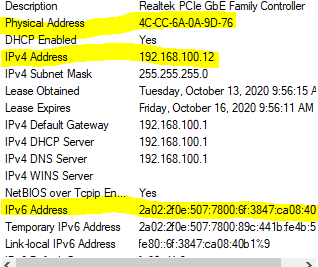 Description Realtek PCIe GbE Family Controller
Physical Address 4C-CC-6A-0A-9D-76
DHCP Enabled Yes
IPv4 Address 192.168.100.12
IPv4 Subnet Mask 255.255.255.0
Lease Obtained Tuesday, October 13, 2020 9:56:15 A
Lease Expires Friday, October 16, 2020 9:56:11 AM
IPv4 Default Gateway 192.168.100.1
IPv4 DHCP Server 192.168.100.1
IPv4 DNS Server 192.168.100.1
IPv4 WINS Server
NetBIOS over Tcpip En... Yes
IPv6 Address 2a02:2f0e:507:7800:6f:3847:ca08:40
Temporary IPv6 Address 2a02:2f0e:507:7800:89c:441b:fe4b:5
Link-local IPv6 Address fe80::6f:3847:ca08:40b1%9